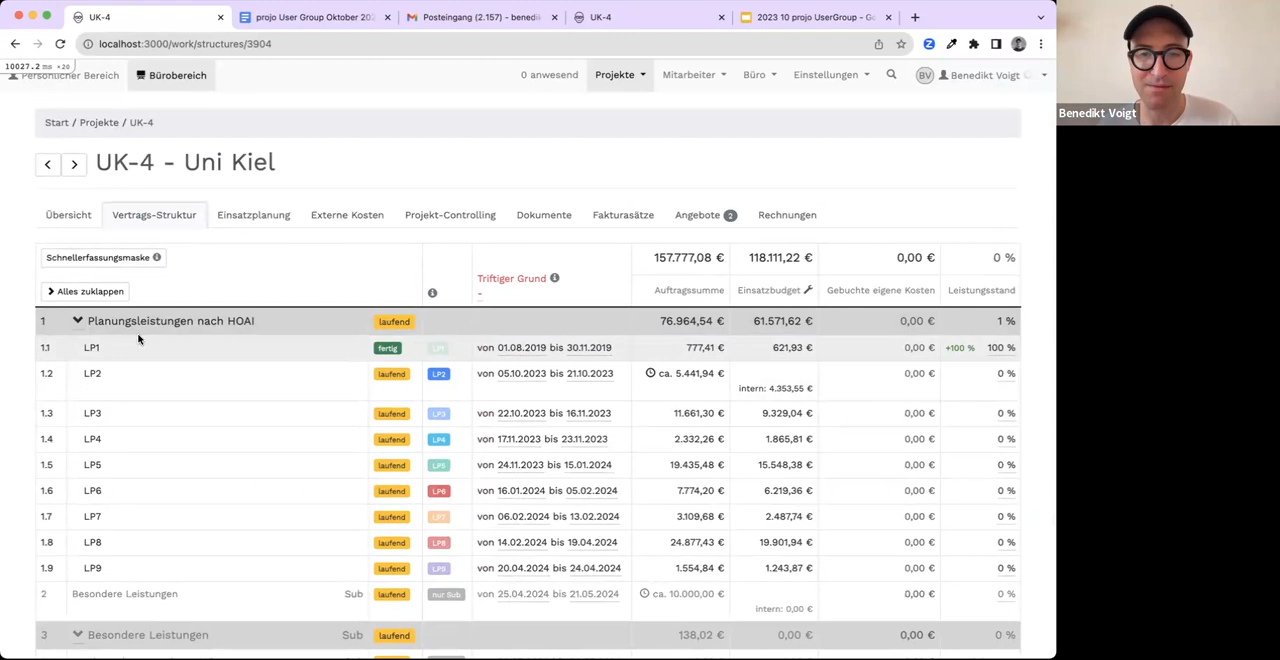 UK-4
projo User Group Oktober 202
Posteingang (2.157) - benedik
UK-4
2023 10 projo UserGroup - Go
localhost:3000/work/structures/3904
10027.2 ms ×20
Persönlicher Bereich
Bürobereich
0 anwesend
Projekte
Mitarbeiter
Büro
Einstellungen
BV
Benedikt Voigt
Benedikt Voigt
Start / Projekte / UK-4
UK-4 - Uni Kiel
Übersicht Vertrags-Struktur Einsatzplanung Externe Kosten Projekt-Controlling Dokumente Fakturasätze Angebote 2 Rechnungen
Schnellerfassungsmaske
157.777,08 € 118.111,22 € 0,00 € 0 %
Triftiger Grund
-
Alles zuklappen
Auftragssumme Einsatzbudget Gebuchte eigene Kosten Leistungsstand
1 Planungsleistungen nach HOAI laufend 76.964,54 € 61.571,62 € 0,00 € 1 %
1.1 LP1 fertig LP1 von 01.08.2019 bis 30.11.2019 777,41 € 621,93 € 0,00 € +100 % 100 %
1.2 LP2 laufend LP2 von 05.10.2023 bis 21.10.2023 ca. 5.441,94 € 0,00 € 0 %
intern: 4.353,55 €
1.3 LP3 laufend LP3 von 22.10.2023 bis 16.11.2023 11.661,30 € 9.329,04 € 0,00 € 0 %
1.4 LP4 laufend LP4 von 17.11.2023 bis 23.11.2023 2.332,26 € 1.865,81 € 0,00 € 0 %
1.5 LP5 laufend LP5 von 24.11.2023 bis 15.01.2024 19.435,48 € 15.548,38 € 0,00 € 0 %
1.6 LP6 laufend LP6 von 16.01.2024 bis 05.02.2024 7.774,20 € 6.219,36 € 0,00 € 0 %
1.7 LP7 laufend LP7 von 06.02.2024 bis 13.02.2024 3.109,68 € 2.487,74 € 0,00 € 0 %
1.8 LP8 laufend LP8 von 14.02.2024 bis 19.04.2024 24.877,43 € 19.901,94 € 0,00 € 0 %
1.9 LP9 laufend LP9 von 20.04.2024 bis 24.04.2024 1.554,84 € 1.243,87 € 0,00 € 0 %
2 Besondere Leistungen Sub laufend nur Sub von 25.04.2024 bis 21.05.2024 ca. 10.000,00 € 0,00 € 0 %
intern: 0,00 €
3 Besondere Leistungen Sub laufend 138,02 € 0,00 € 0,00 € 0 %